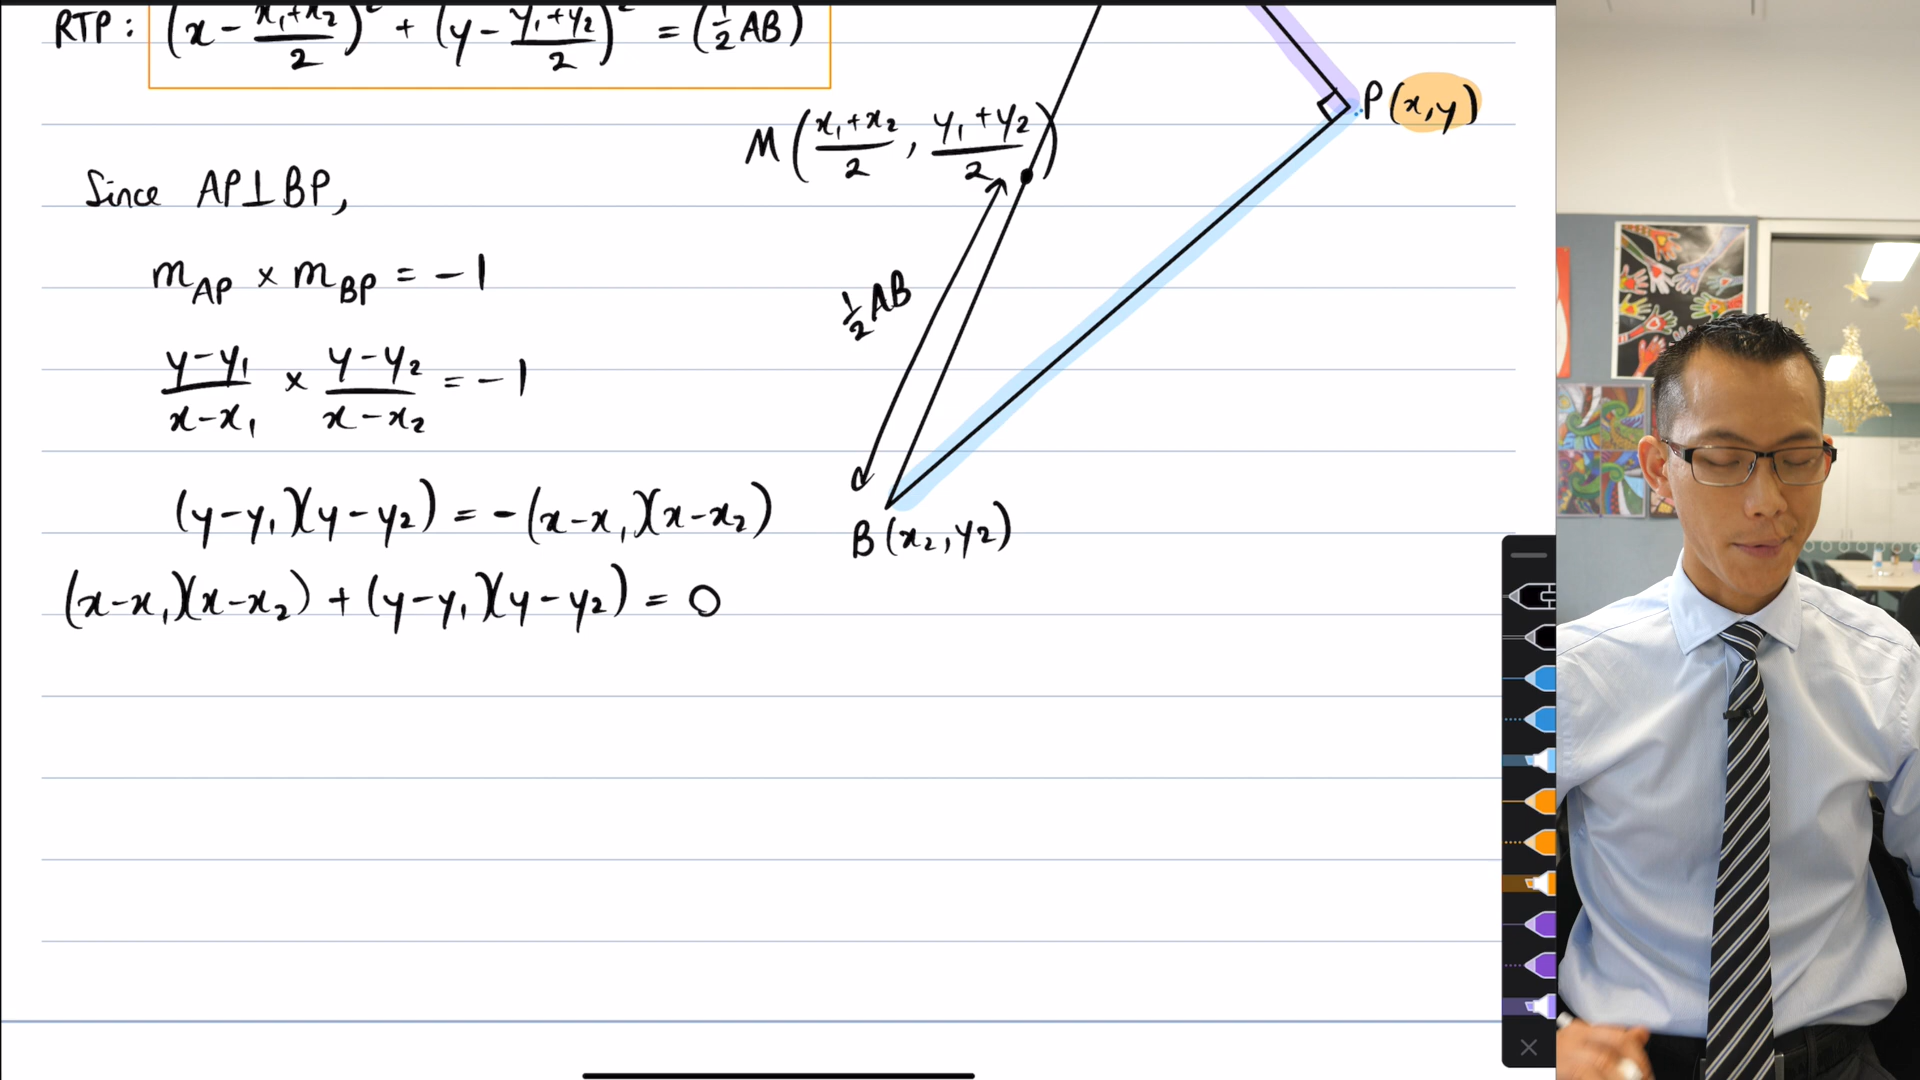 RTP: (x - (x₁+x₂)/2)² + (y - (y₁+y₂)/2)² = (½AB)
P(x,y)
M((x₁+x₂)/2, (y₁+y₂)/2)
Since AP⊥BP,
m_AP × m_BP = -1
½AB
(y-y₁)/(x-x₁) × (y-y₂)/(x-x₂) = -1
(y-y₁)(y-y₂) = -(x-x₁)(x-x₂)
B(x₂,y₂)
(x-x₁)(x-x₂) + (y-y₁)(y-y₂) = 0